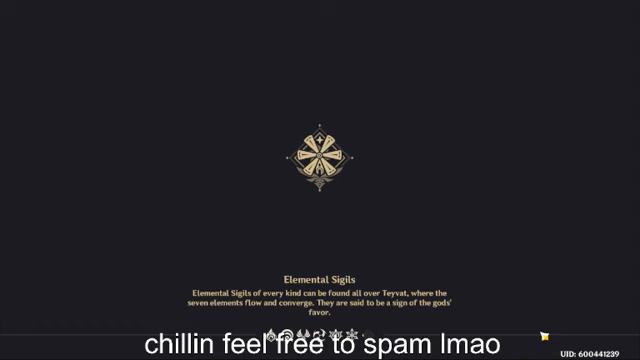 Elemental Sigils
Elemental Sigils of every kind can be found all over Teyvat, where the
seven elements flow and converge. They are said to be a sign of the gods'
favor.
chillin feel free to spam lmao
UID: 600441239